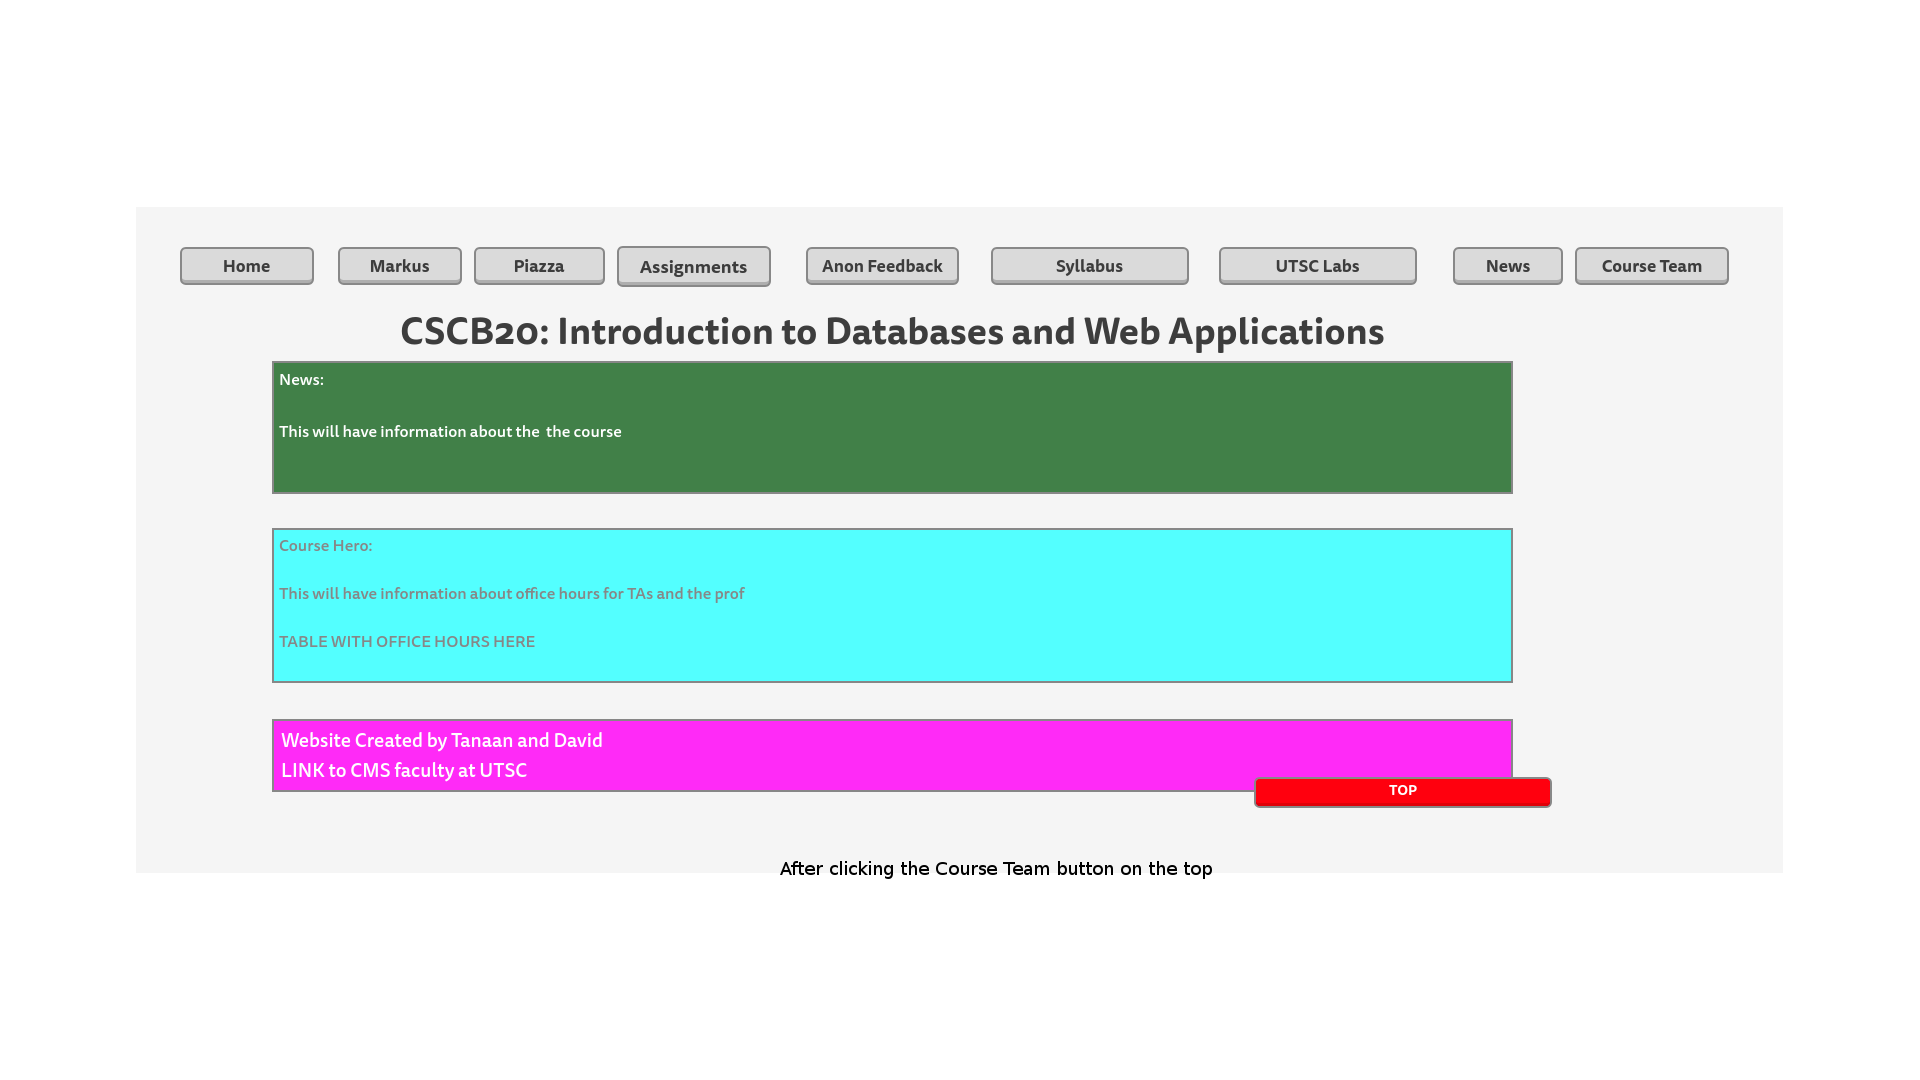 Home Markus Piazza Assignments Anon Feedback Syllabus UTSC Labs News Course Team
CSCB20: Introduction to Databases and Web Applications
News:
This will have information about the  the course
Course Hero:
This will have information about office hours for TAs and the prof
TABLE WITH OFFICE HOURS HERE
Website Created by Tanaan and David
LINK to CMS faculty at UTSC
TOP
After clicking the Course Team button on the top